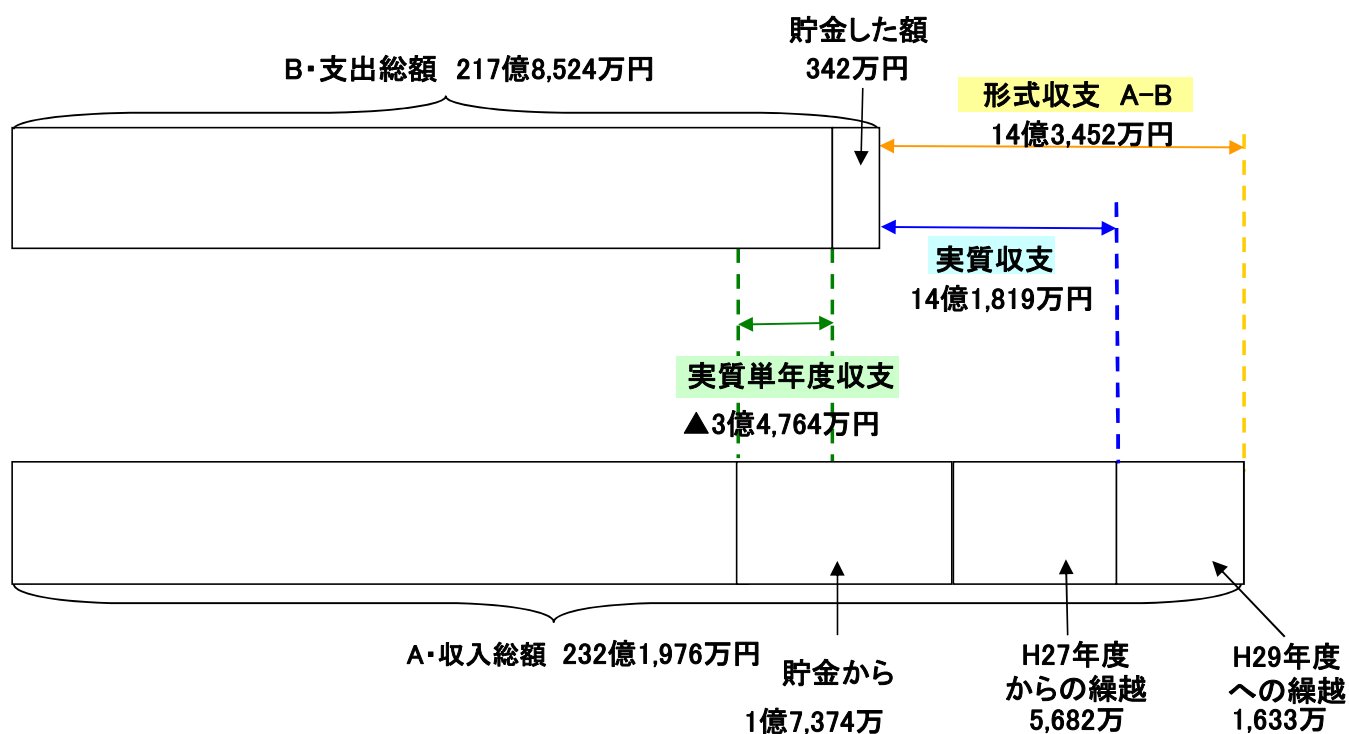 貯金した額
342万円
B・支出総額 217億8,524万円
形式収支 A-B
14億3,452万円
実質収支
14億1,819万円
実質単年度収支
▲3億4,764万円
A・収入総額 232億1,976万円
貯金から
1億7,374万
H27年度
からの繰越
5,682万
H29年度
への繰越
1,633万